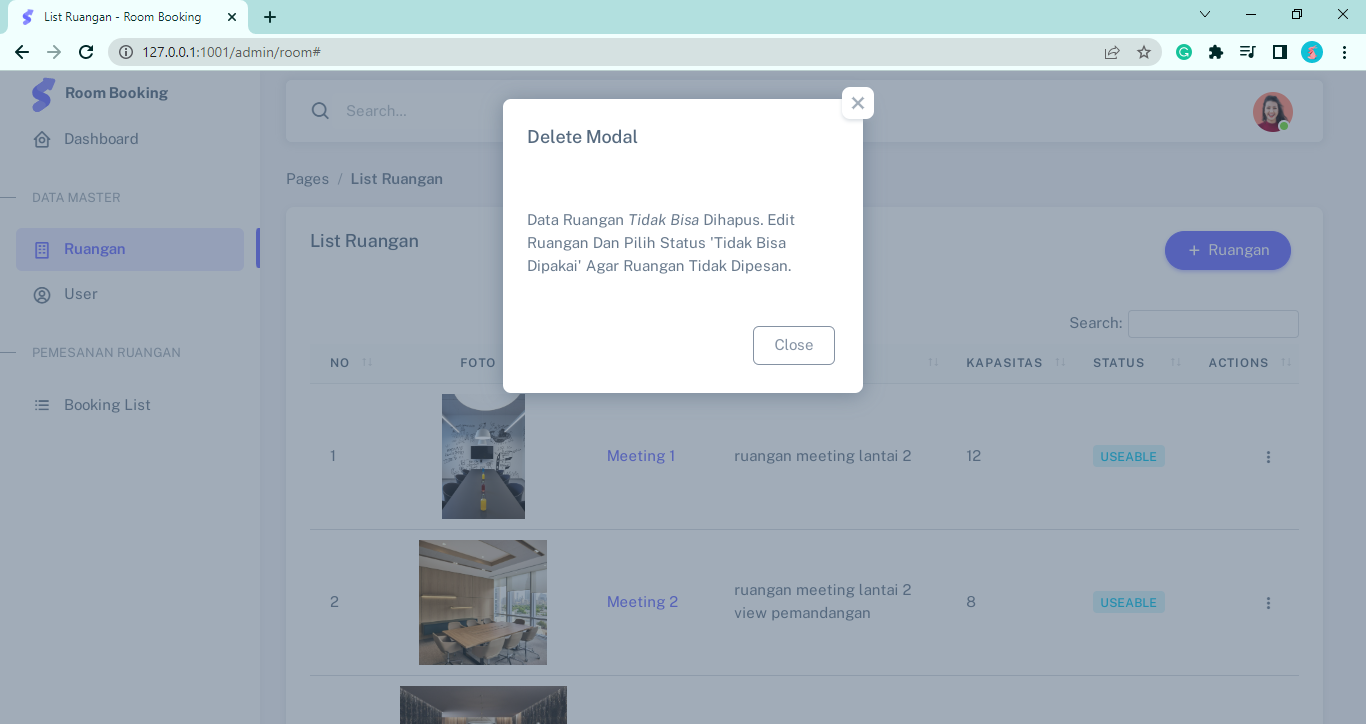 List Ruangan - Room Booking
127.0.0.1:1001/admin/room#
Room Booking
Dashboard
DATA MASTER
Ruangan
User
PEMESANAN RUANGAN
Booking List
Search...
Pages / List Ruangan
List Ruangan
+ Ruangan
Search:
Delete Modal
Data Ruangan Tidak Bisa Dihapus. Edit
Ruangan Dan Pilih Status 'Tidak Bisa
Dipakai' Agar Ruangan Tidak Dipesan.
Close
NO FOTO KAPASITAS STATUS ACTIONS
1 Meeting 1 ruangan meeting lantai 2 12 USEABLE
2 Meeting 2 ruangan meeting lantai 2 8 USEABLE
view pemandangan